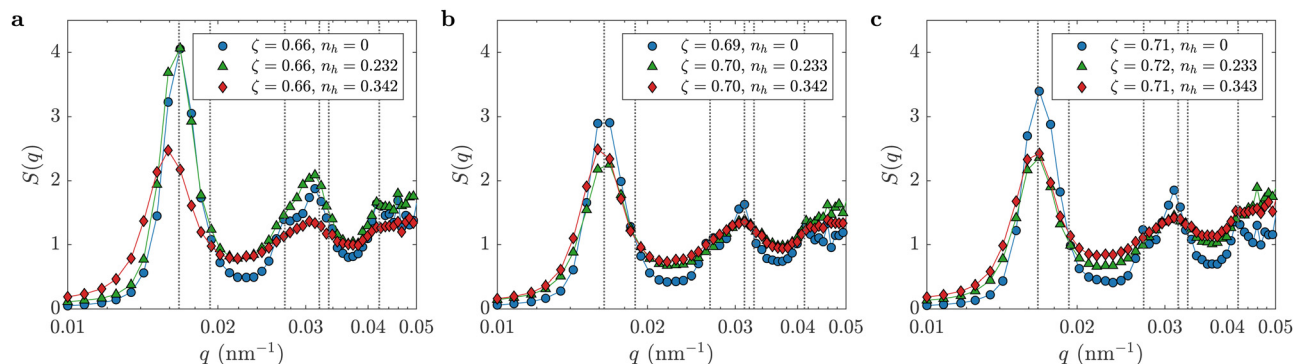 a
ζ = 0.66, n_h = 0
ζ = 0.66, n_h = 0.232
ζ = 0.66, n_h = 0.342
S(q)
4
3
2
1
0
0.01
0.02
0.03
0.04
0.05
q (nm⁻¹)
b
ζ = 0.69, n_h = 0
ζ = 0.70, n_h = 0.233
ζ = 0.70, n_h = 0.342
S(q)
4
3
2
1
0
0.01
0.02
0.03
0.04
0.05
q (nm⁻¹)
c
ζ = 0.71, n_h = 0
ζ = 0.72, n_h = 0.233
ζ = 0.71, n_h = 0.343
S(q)
4
3
2
1
0
0.01
0.02
0.03
0.04
0.05
q (nm⁻¹)